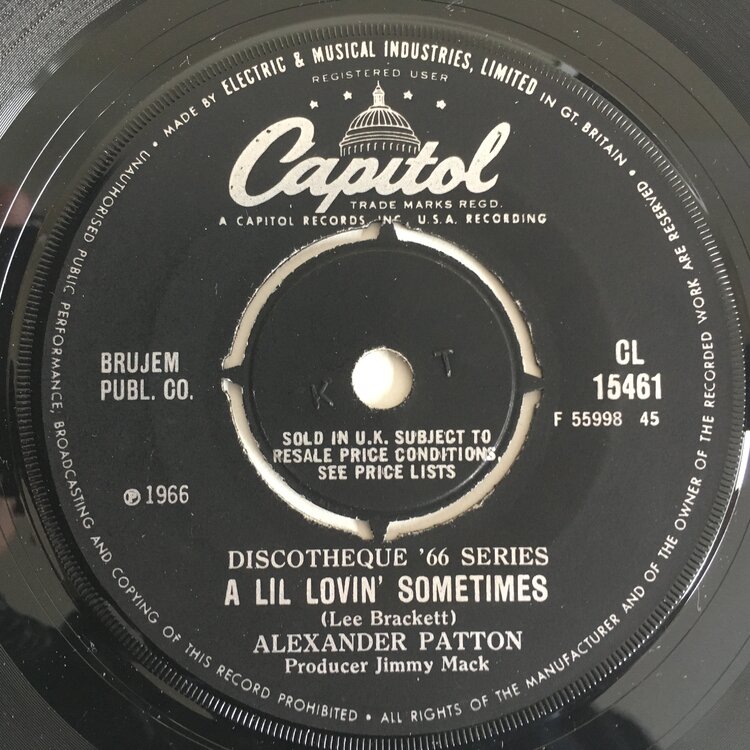 UNAUTHORISED PUBLIC PERFORMANCE, BROADCASTING AND COPYING OF THIS RECORD PROHIBITED • ALL RIGHTS OF THE MANUFACTURER AND OF THE OWNER OF THE RECORDED WORK ARE RESERVED •
• MADE BY ELECTRIC & MUSICAL INDUSTRIES, LIMITED IN GT. BRITAIN •
REGISTERED USER
Capitol
TRADE MARKS REGD.
A CAPITOL RECORDS, INC., U.S.A. RECORDING
BRUJEM
PUBL. CO.
K T
CL
15461
F 55998 45
SOLD IN U.K. SUBJECT TO
RESALE PRICE CONDITIONS,
SEE PRICE LISTS
℗ 1966
DISCOTHEQUE '66 SERIES
A LIL LOVIN' SOMETIMES
(Lee Brackett)
ALEXANDER PATTON
Producer Jimmy Mack